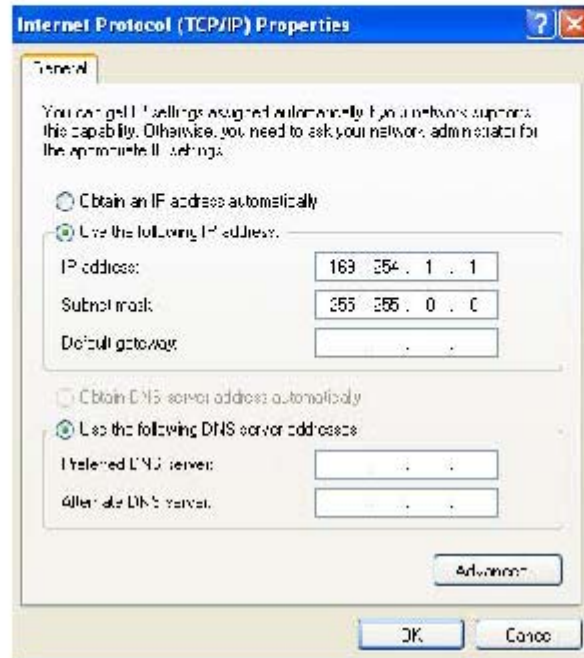 Internet Protocol (TCP/IP) Properties
General
You can get IP settings assigned automatically if your network supports
this capability. Otherwise, you need to ask your network administrator for
the appropriate IP settings.
Obtain an IP address automatically
Use the following IP address:
IP address: 169 . 254 . 1 . 1
Subnet mask: 255 . 255 . 0 . 0
Default gateway: . . .
Obtain DNS server address automatically
Use the following DNS server addresses:
Preferred DNS server: . . .
Alternate DNS server: . . .
Advanced...
OK Cancel